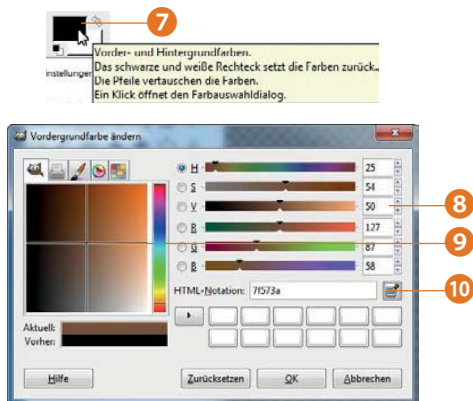 7
Vorder- und Hintergrundfarben.
Das schwarze und weiße Rechteck setzt die Farben zurück..
instellungen
Die Pfeile vertauschen die Farben.
Ein Klick öffnet den Farbauswahldialog.
Vordergrundfarbe ändern
H 25
S 54
V 50
8
R 127
G 87
9
B 58
HTML-Notation: 7f573a
10
Aktuell:
Vorher:
Hilfe Zurücksetzen OK Abbrechen